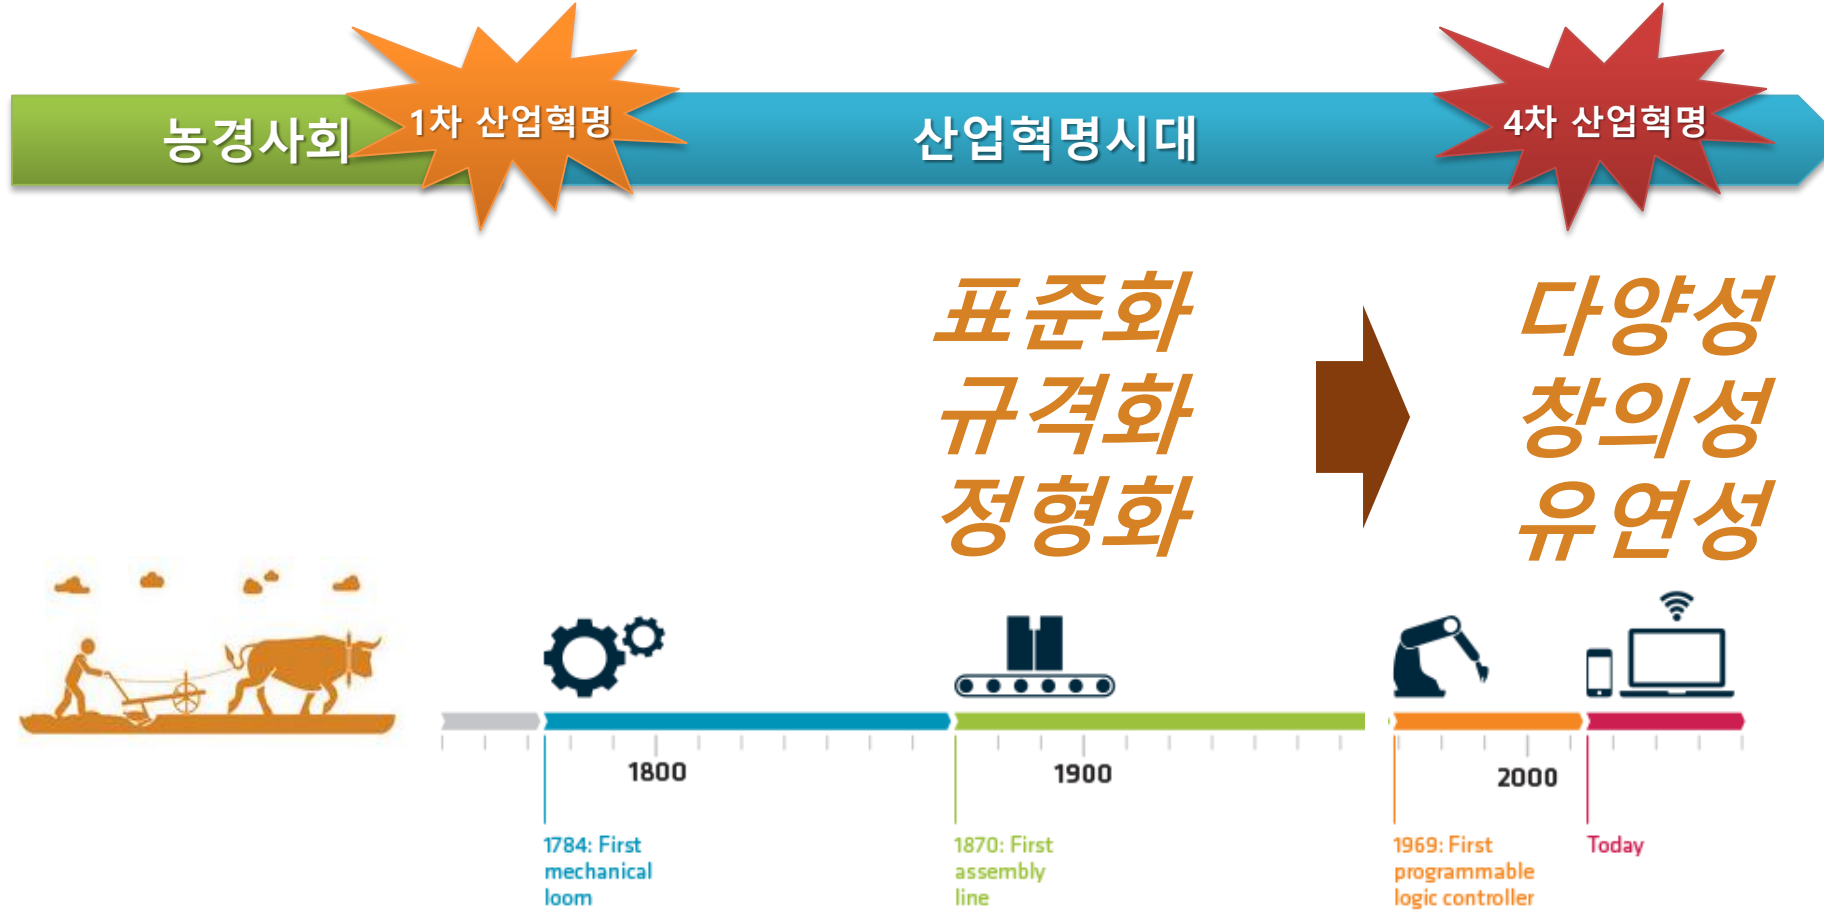 농경사회
1차 산업혁명
산업혁명시대
4차 산업혁명
표준화
규격화
정형화
다양성
창의성
유연성
1800
1900
2000
1784: First
mechanical
loom
1870: First
assembly
line
1969: First
programmable
logic controller
Today